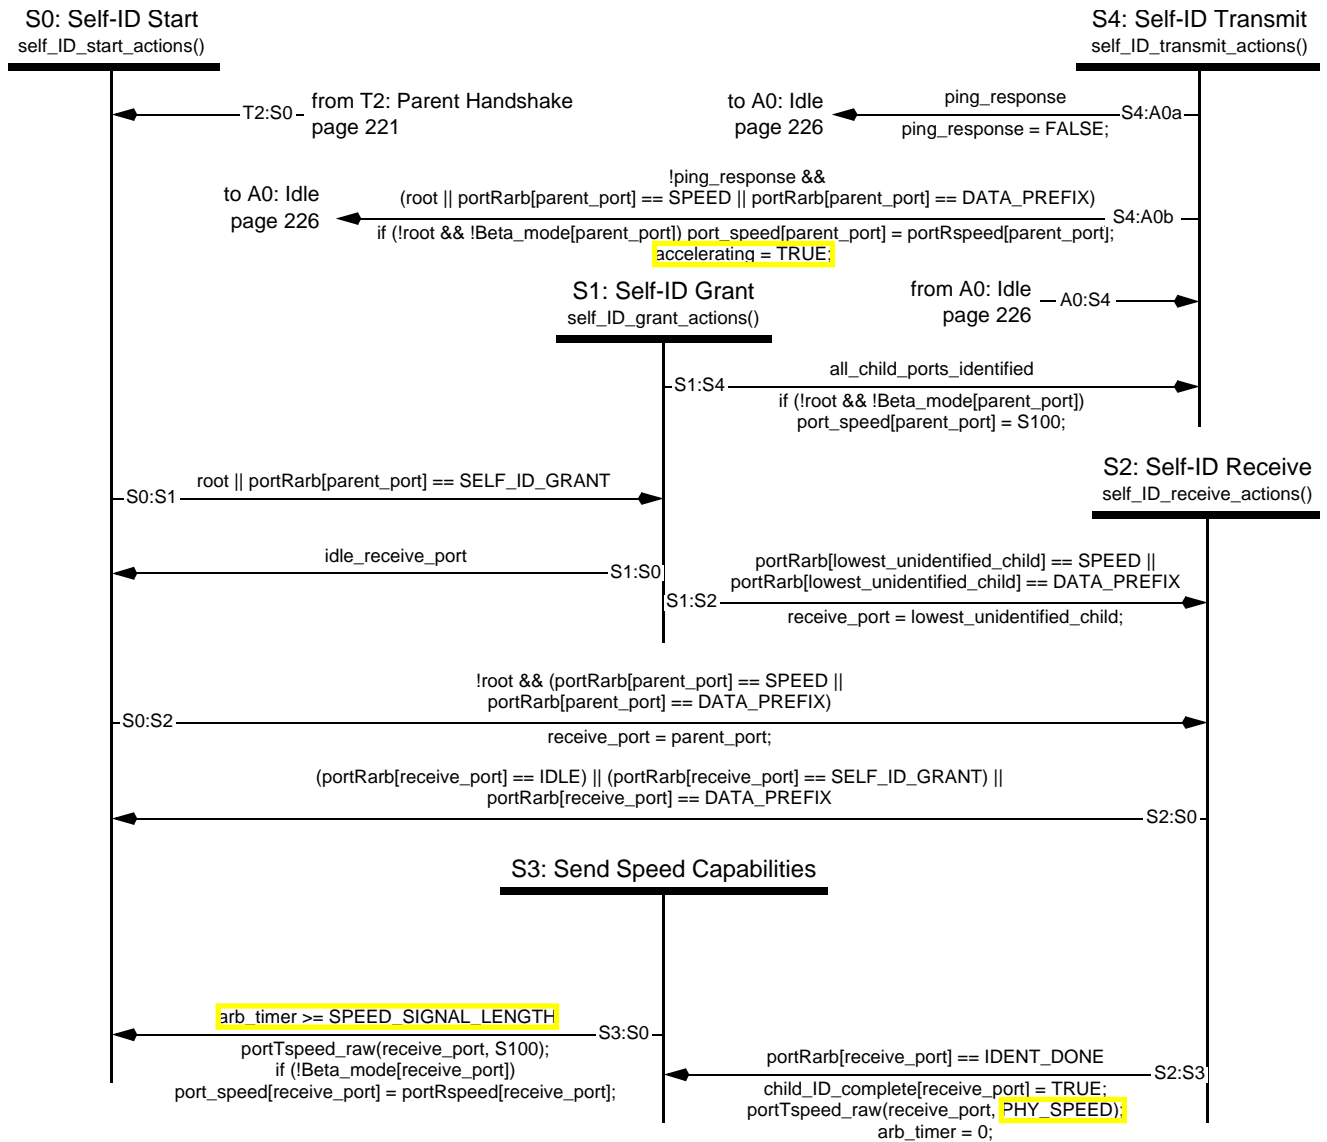 S0: Self-ID Start
self_ID_start_actions()
S4: Self-ID Transmit
self_ID_transmit_actions()
T2:S0
from T2: Parent Handshake
page 221
to A0: Idle
page 226
ping_response
S4:A0a
ping_response = FALSE;
to A0: Idle
page 226
!ping_response &&
(root || portRarb[parent_port] == SPEED || portRarb[parent_port] == DATA_PREFIX)
S4:A0b
if (!root && !Beta_mode[parent_port]) port_speed[parent_port] = portRspeed[parent_port];
accelerating = TRUE;
S1: Self-ID Grant
self_ID_grant_actions()
from A0: Idle
page 226
A0:S4
all_child_ports_identified
S1:S4
if (!root && !Beta_mode[parent_port])
port_speed[parent_port] = S100;
S2: Self-ID Receive
self_ID_receive_actions()
root || portRarb[parent_port] == SELF_ID_GRANT
S0:S1
idle_receive_port
S1:S0
portRarb[lowest_unidentified_child] == SPEED ||
portRarb[lowest_unidentified_child] == DATA_PREFIX
S1:S2
receive_port = lowest_unidentified_child;
!root && (portRarb[parent_port] == SPEED ||
portRarb[parent_port] == DATA_PREFIX)
S0:S2
receive_port = parent_port;
(portRarb[receive_port] == IDLE) || (portRarb[receive_port] == SELF_ID_GRANT) ||
portRarb[receive_port] == DATA_PREFIX
S2:S0
S3: Send Speed Capabilities
arb_timer >= SPEED_SIGNAL_LENGTH
S3:S0
portTspeed_raw(receive_port, S100);
if (!Beta_mode[receive_port])
port_speed[receive_port] = portRspeed[receive_port];
portRarb[receive_port] == IDENT_DONE
S2:S3
child_ID_complete[receive_port] = TRUE;
portTspeed_raw(receive_port, PHY_SPEED);
arb_timer = 0;